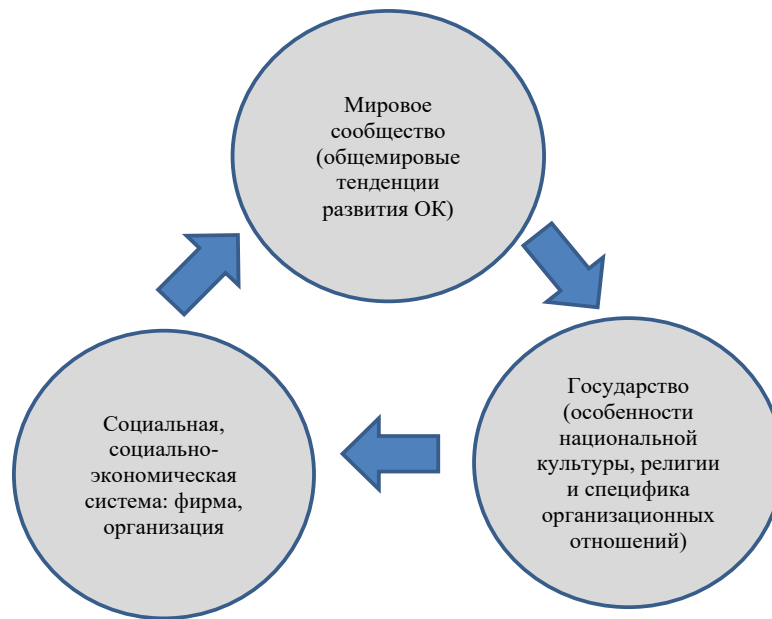 Мировое
сообщество
(общемировые
тенденции
развития ОК)
Государство
(особенности
национальной
культуры, религии
и специфика
организационных
отношений)
Социальная,
социально-
экономическая
система: фирма,
организация